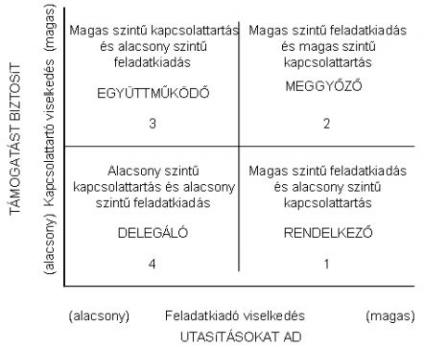 TÁMOGATÁST BIZTOSIT
(alacsony) Kapcsolattartó viselkedés (magas)
Magas szintű kapcsolattartás
és alacsony szintű
feladatkiadás
EGYÜTTMŰKÖDŐ
3
Magas szintű feladatkiadás
és magas szintű
kapcsolattartás
MEGGYŐZŐ
2
Alacsony szintű
kapcsolattartás és alacsony
szintű feladatkiadás
DELEGÁLÓ
4
Magas szintű feladatkiadás
és alacsony szintű
kapcsolattartás
RENDELKEZŐ
1
(alacsony) Feladatkiadó viselkedés (magas)
UTASÍTÁSOKAT AD